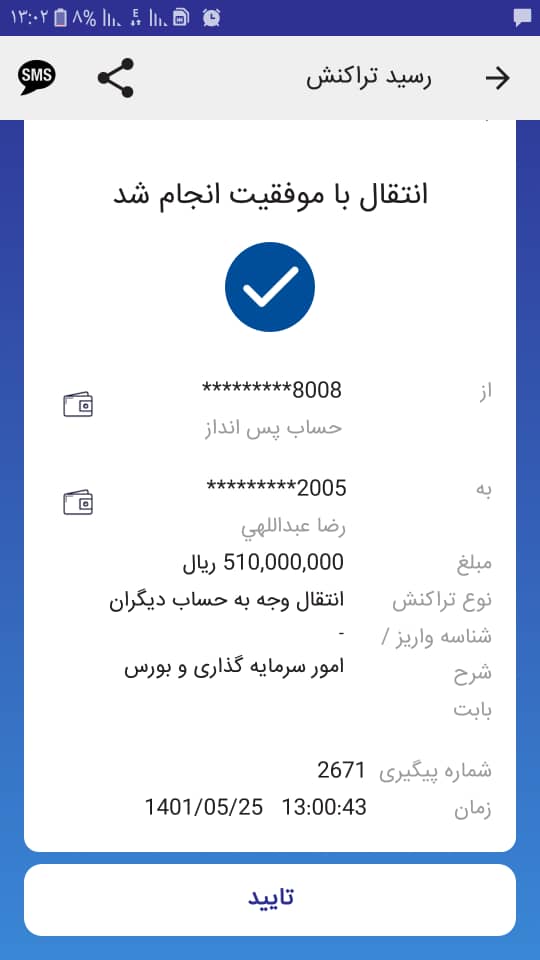 ۱۳:۰۲ ۸%
رسید تراکنش SMS
انتقال با موفقیت انجام شد
از *********8008
حساب پس انداز
به *********2005
رضا عبداللهي
مبلغ 510,000,000 ریال
نوع تراکنش انتقال وجه به حساب دیگران
شناسه واریز / -
شرح امور سرمایه گذاری و بورس
بابت
شماره پیگیری 2671
زمان 13:00:43 1401/05/25
تایید